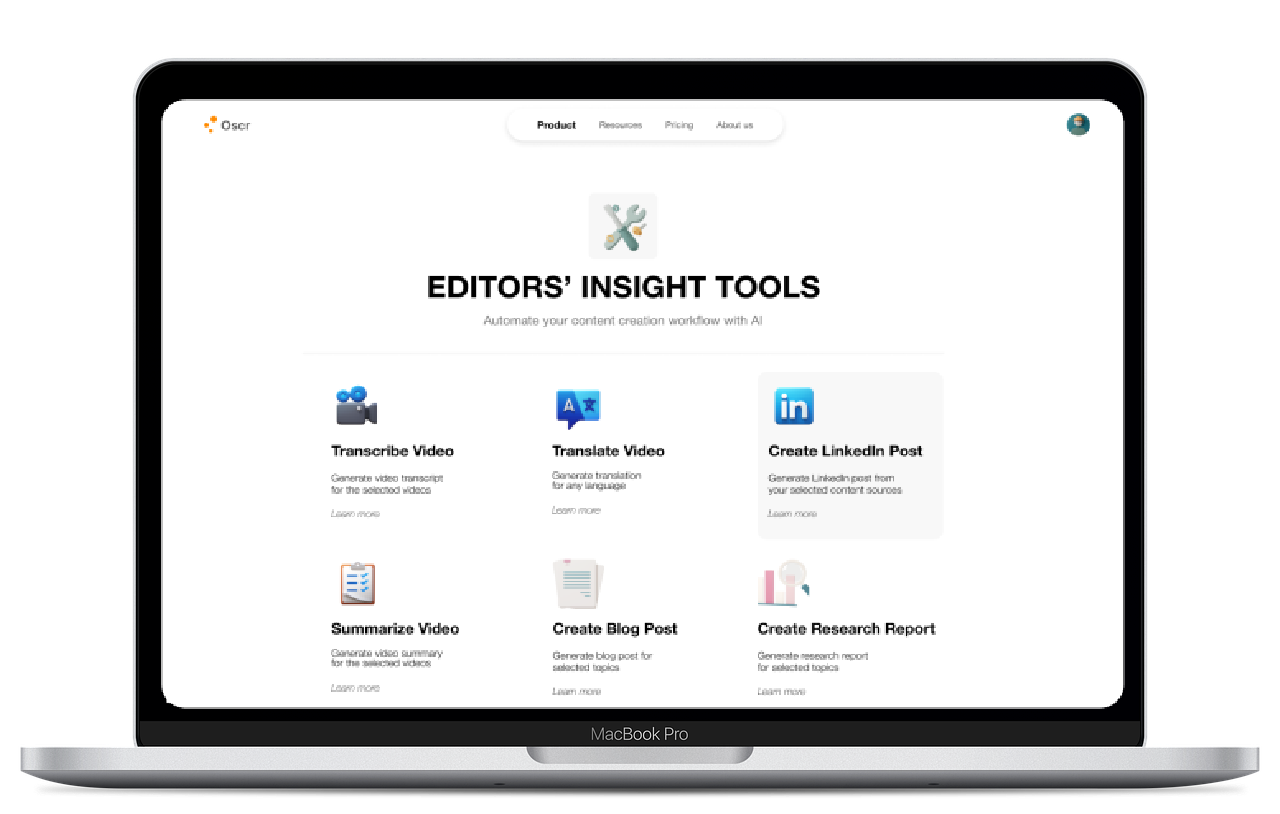 Oser
Product Resources Pricing About us
EDITORS’ INSIGHT TOOLS
Automate your content creation workflow with AI
A 文
in
Transcribe Video
Generate video transcript
for the selected videos
Learn more
Translate Video
Generate translation
for any language
Learn more
Create LinkedIn Post
Generate LinkedIn post from
your selected content sources
Learn more
Summarize Video
Generate video summary
for the selected videos
Learn more
Create Blog Post
Generate blog post for
selected topics
Learn more
Create Research Report
Generate research report
for selected topics
Learn more
MacBook Pro